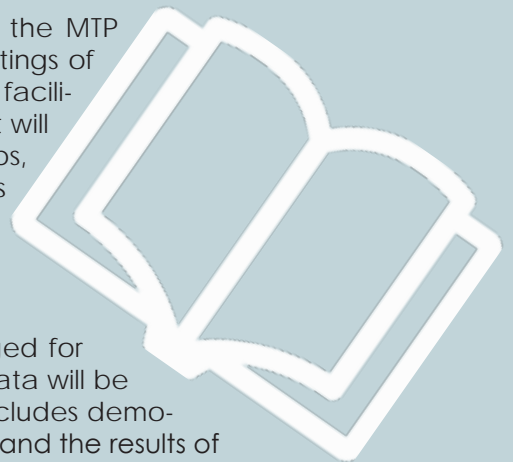 the MTP
tings of
facili-
will
os,
s
ed for
ata will be
cludes demo-
and the results of